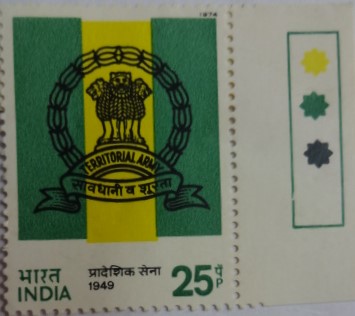 1974
TERRITORIAL ARMY
सावधानी व शूरता
भारत
INDIA
प्रादेशिक सेना
1949
25 पै
P